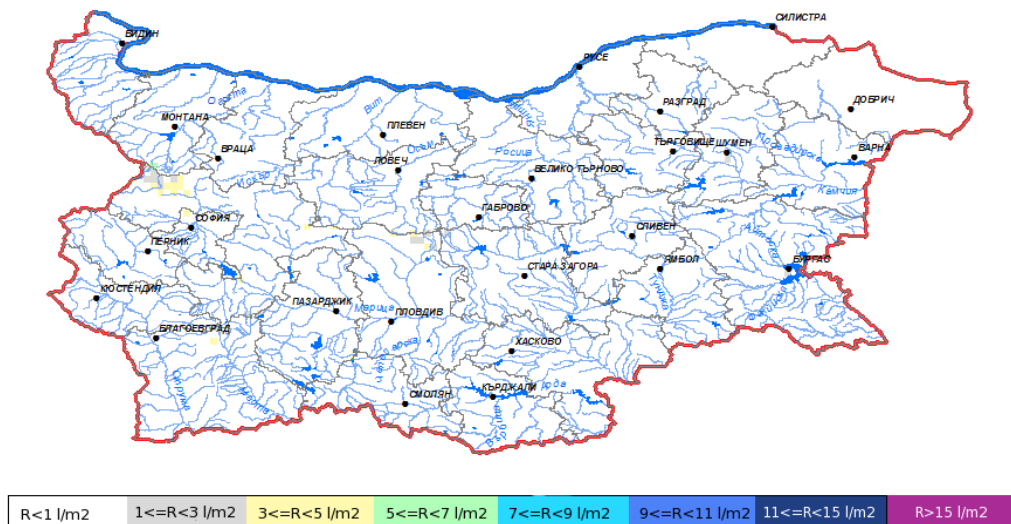 СИЛИСТРА
ВИДИН
РУСЕ
ДОБРИЧ
РАЗГРАД
Огоста
Вит
МОНТАНА
ПЛЕВЕН
ТЪРГОВИЩЕ
ШУМЕН
Провадийска
ВАРНА
ВРАЦА
ЛОВЕЧ
Осъм
Росица
ВЕЛИКО ТЪРНОВО
Камчия
ГАБРОВО
СОФИЯ
СЛИВЕН
ПЕРНИК
ЯМБОЛ
БУРГАС
СТАРА ЗАГОРА
КЮСТЕНДИЛ
ПАЗАРДЖИК
Марица
ПЛОВДИВ
БЛАГОЕВГРАД
ХАСКОВО
КЪРДЖАЛИ
СМОЛЯН
Струма
Места
R<1 l/m2
1<=R<3 l/m2
3<=R<5 l/m2
5<=R<7 l/m2
7<=R<9 l/m2
9<=R<11 l/m2
11<=R<15 l/m2
R>15 l/m2